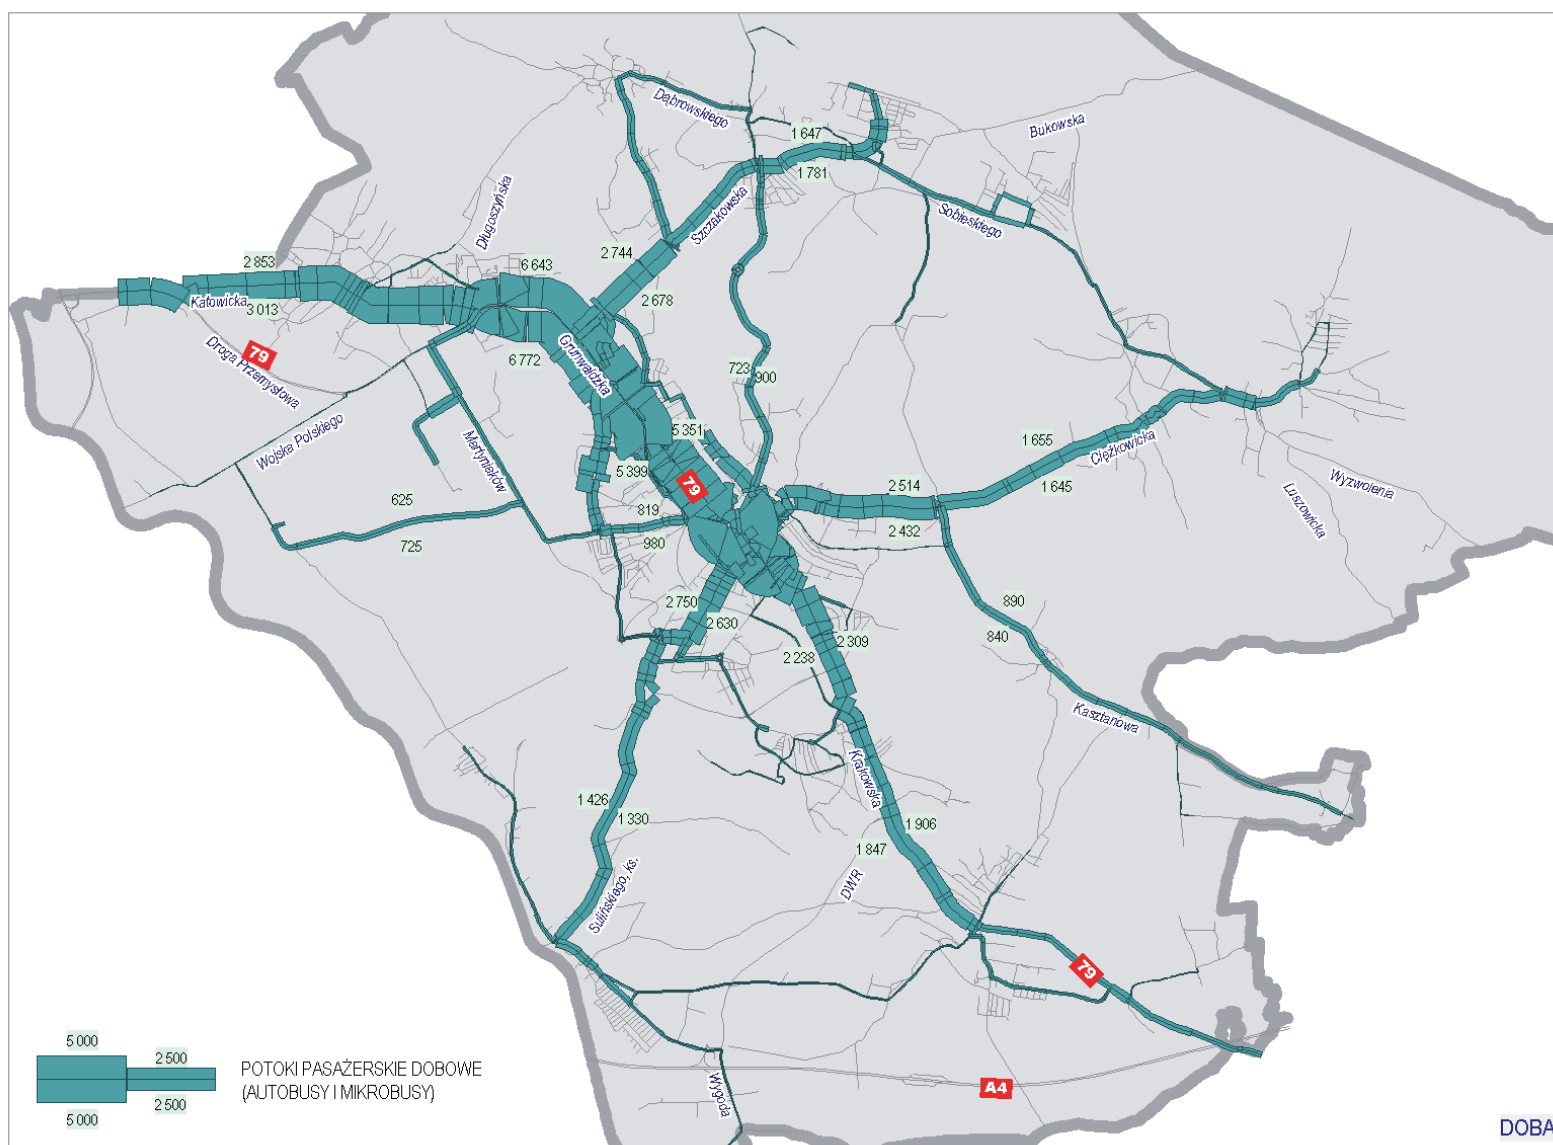 Dąbrowskiego
1 647
Bukowska
1 781
Długoszyńska
Szczakowska
Sobieskiego
2 853
6 643
2 744
Katowicka
3 013
2 678
79
Droga Przemysłowa
6 772
Grunwaldzka
723
900
Wojska Polskiego
Martyniaków
5 351
1 655
Ciężkowicka
5 399
79
2 514
1 645
Wyzwolenia
Luszowicka
625
819
725
980
2 432
2 750
2 630
890
840
2 309
2 238
Kasztanowa
Krakowska
1 426
1 330
1 906
1 847
Sulińskiego, ks.
DWR
79
5 000
2 500
POTOKI PASAŻERSKIE DOBOWE
(AUTOBUSY I MIKROBUSY)
5 000
2 500
Wygoda
A4
DOBA